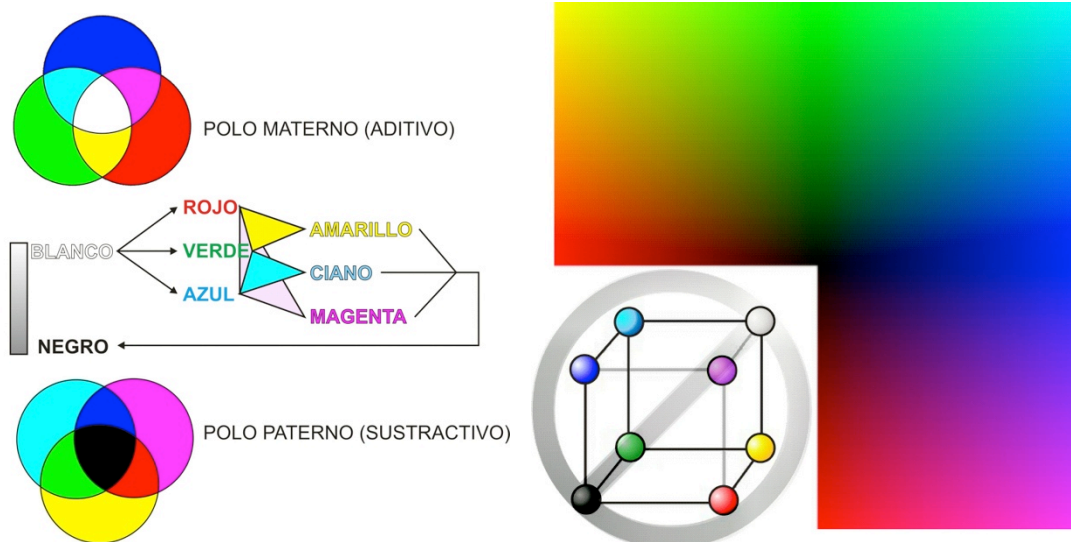 POLO MATERNO (ADITIVO)
ROJO
AMARILLO
BLANCO
VERDE
CIANO
AZUL
MAGENTA
NEGRO
POLO PATERNO (SUSTRACTIVO)